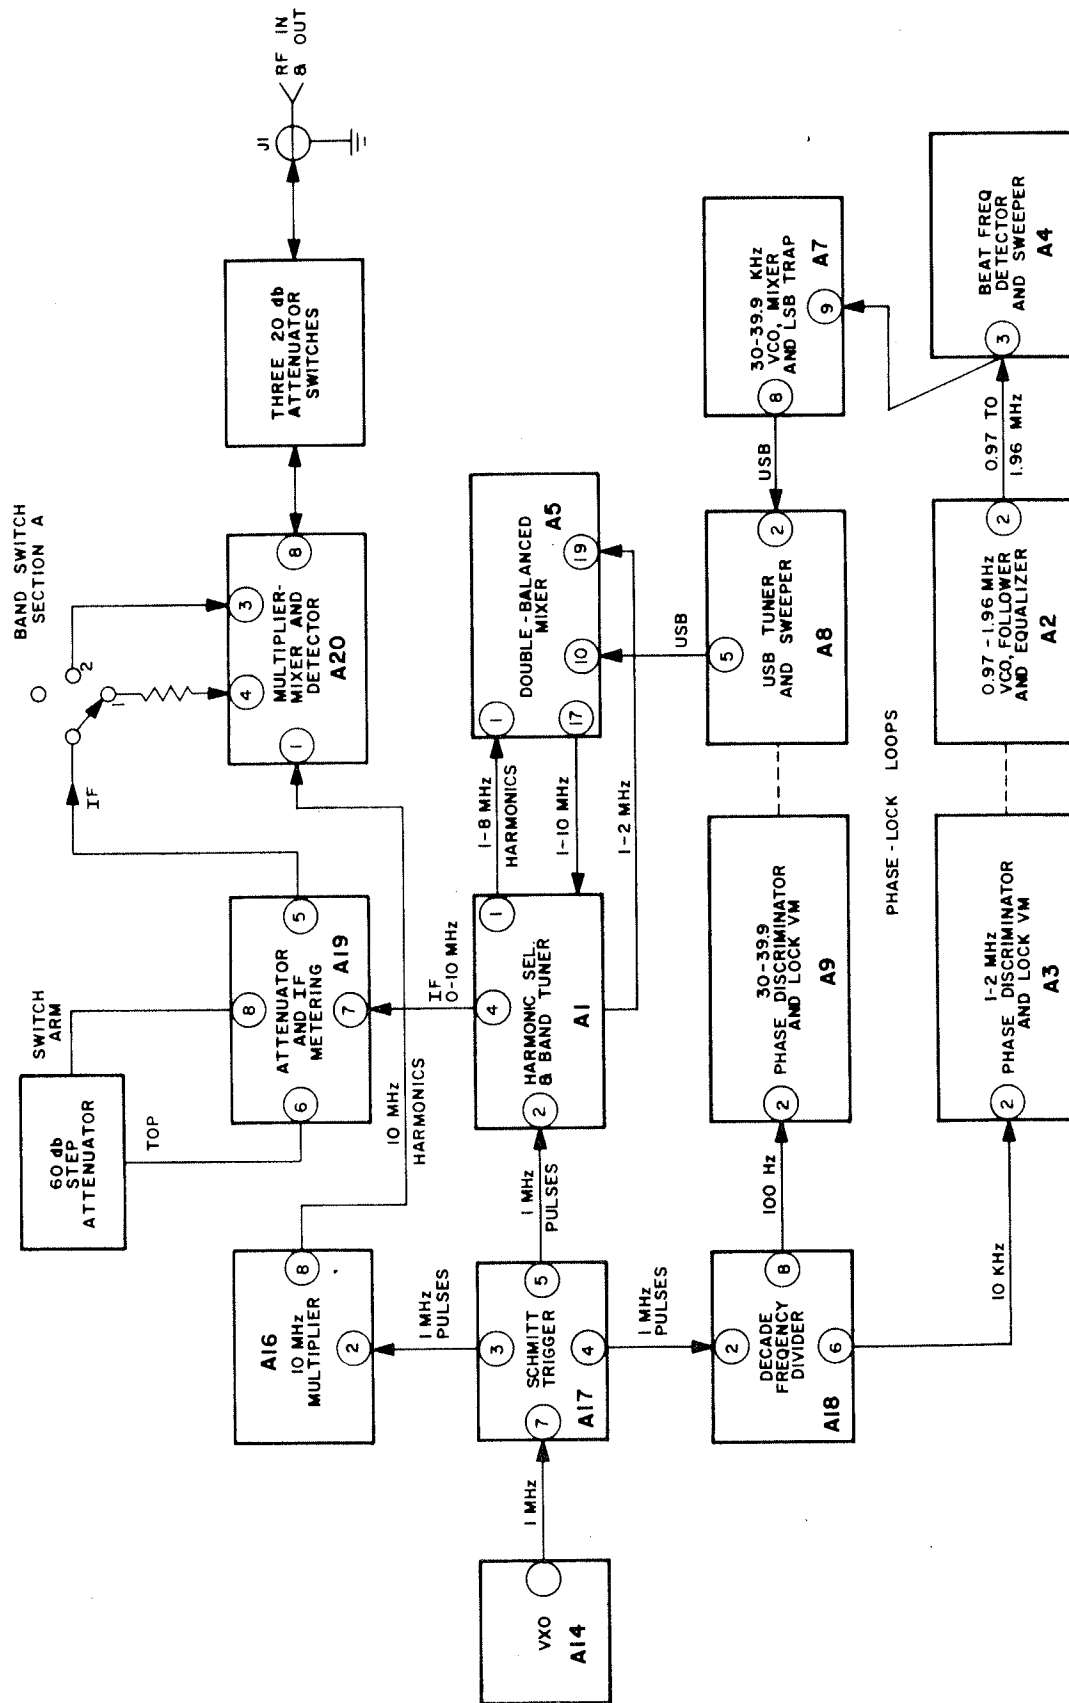 BAND SWITCH
SECTION A
2
1
IF
J1
RF IN
& OUT
THREE 20 db
ATTENUATOR
SWITCHES
8
3
4
1
MULTIPLIER-
MIXER AND
DETECTOR
A20
SWITCH
ARM
60 db
STEP
ATTENUATOR
TOP
8
5
6
7
ATTENUATOR
AND IF
METERING
A19
A16
10 MHz
MULTIPLIER
8
2
10 MHz
HARMONICS
IF
0-10 MHz
1 MHz
PULSES
VXO
A14
1 MHz
7
3
5
4
SCHMITT
TRIGGER
A17
1 MHz
PULSES
2
4
1
HARMONIC SEL.
& BAND TUNER
A1
1-8 MHz
HARMONICS
1-10 MHz
1-2 MHz
1
17
10
19
DOUBLE-BALANCED
MIXER
A5
1 MHz
PULSES
2
8
6
DECADE
FREQENCY
DIVIDER
A18
100 Hz
2
30-39.9
PHASE DISCRIMINATOR
AND LOCK VM
A9
5
2
USB TUNER
AND SWEEPER
A8
USB
USB
8
9
30-39.9 KHz
VCO, MIXER
AND LSB TRAP
A7
PHASE-LOCK LOOPS
10 KHz
2
1-2 MHz
PHASE DISCRIMINATOR
AND LOCK VM
A3
2
0.97-1.96 MHz
VCO, FOLLOWER
AND EQUALIZER
A2
0.97 TO
1.96 MHz
3
BEAT FREQ
DETECTOR
AND SWEEPER
A4